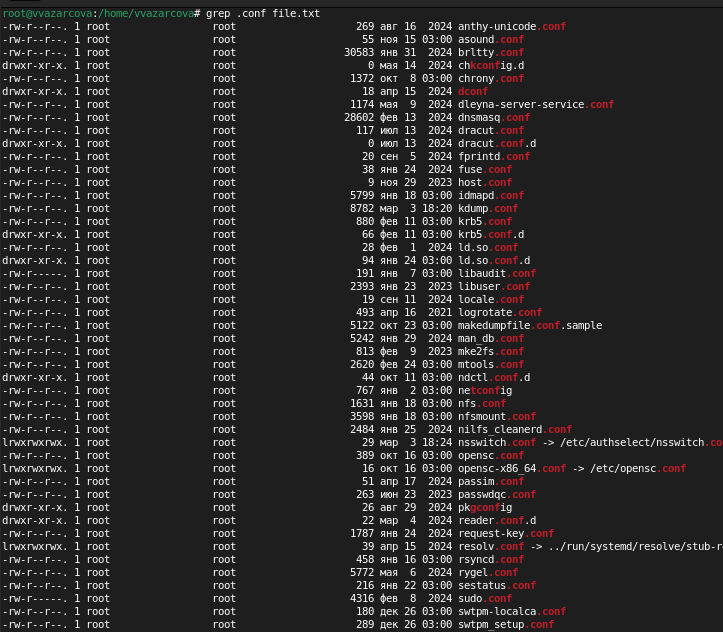 root@vvazarcova:/home/vvazarcova# grep .conf file.txt
-rw-r--r--. 1 root root 269 авг 16 2024 anthy-unicode.conf
-rw-r--r--. 1 root root 55 ноя 15 03:00 asound.conf
-rw-r--r--. 1 root root 30583 янв 31 2024 brltty.conf
drwxr-xr-x. 1 root root 0 мая 14 2024 chkconfig.d
-rw-r--r--. 1 root root 1372 окт 8 03:00 chrony.conf
drwxr-xr-x. 1 root root 18 апр 15 2024 dconf
-rw-r--r--. 1 root root 1174 мая 9 2024 dleyna-server-service.conf
-rw-r--r--. 1 root root 28602 фев 13 2024 dnsmasq.conf
-rw-r--r--. 1 root root 117 июл 13 2024 dracut.conf
drwxr-xr-x. 1 root root 0 июл 13 2024 dracut.conf.d
-rw-r--r--. 1 root root 20 сен 5 2024 fprintd.conf
-rw-r--r--. 1 root root 38 янв 24 2024 fuse.conf
-rw-r--r--. 1 root root 9 ноя 29 2023 host.conf
-rw-r--r--. 1 root root 5799 янв 18 03:00 idmapd.conf
-rw-r--r--. 1 root root 8782 мар 3 18:20 kdump.conf
-rw-r--r--. 1 root root 880 фев 11 03:00 krb5.conf
drwxr-xr-x. 1 root root 66 фев 11 03:00 krb5.conf.d
-rw-r--r--. 1 root root 28 фев 1 2024 ld.so.conf
drwxr-xr-x. 1 root root 94 янв 24 03:00 ld.so.conf.d
-rw-r-----. 1 root root 191 янв 7 03:00 libaudit.conf
-rw-r--r--. 1 root root 2393 янв 23 2023 libuser.conf
-rw-r--r--. 1 root root 19 сен 11 2024 locale.conf
-rw-r--r--. 1 root root 493 апр 16 2021 logrotate.conf
-rw-r--r--. 1 root root 5122 окт 23 03:00 makedumpfile.conf.sample
-rw-r--r--. 1 root root 5242 янв 29 2024 man_db.conf
-rw-r--r--. 1 root root 813 фев 9 2023 mke2fs.conf
-rw-r--r--. 1 root root 2620 фев 24 03:00 mtools.conf
drwxr-xr-x. 1 root root 44 окт 11 03:00 ndctl.conf.d
-rw-r--r--. 1 root root 767 янв 2 03:00 netconfig
-rw-r--r--. 1 root root 1631 янв 18 03:00 nfs.conf
-rw-r--r--. 1 root root 3598 янв 18 03:00 nfsmount.conf
-rw-r--r--. 1 root root 2484 янв 25 2024 nilfs_cleanerd.conf
lrwxrwxrwx. 1 root root 29 мар 3 18:24 nsswitch.conf -> /etc/authselect/nsswitch.co
-rw-r--r--. 1 root root 389 окт 16 03:00 opensc.conf
lrwxrwxrwx. 1 root root 16 окт 16 03:00 opensc-x86_64.conf -> /etc/opensc.conf
-rw-r--r--. 1 root root 51 апр 17 2024 passim.conf
-rw-r--r--. 1 root root 263 июн 23 2023 passwdqc.conf
drwxr-xr-x. 1 root root 26 авг 29 2024 pkgconfig
drwxr-xr-x. 1 root root 22 мар 4 2024 reader.conf.d
-rw-r--r--. 1 root root 1787 янв 24 2024 request-key.conf
lrwxrwxrwx. 1 root root 39 апр 15 2024 resolv.conf -> ../run/systemd/resolve/stub-r
-rw-r--r--. 1 root root 458 янв 16 03:00 rsyncd.conf
-rw-r--r--. 1 root root 5772 мая 6 2024 rygel.conf
-rw-r--r--. 1 root root 216 янв 22 03:00 sestatus.conf
-rw-r-----. 1 root root 4316 фев 8 2024 sudo.conf
-rw-r--r--. 1 root root 180 дек 26 03:00 swtpm-localca.conf
-rw-r--r--. 1 root root 289 дек 26 03:00 swtpm_setup.conf